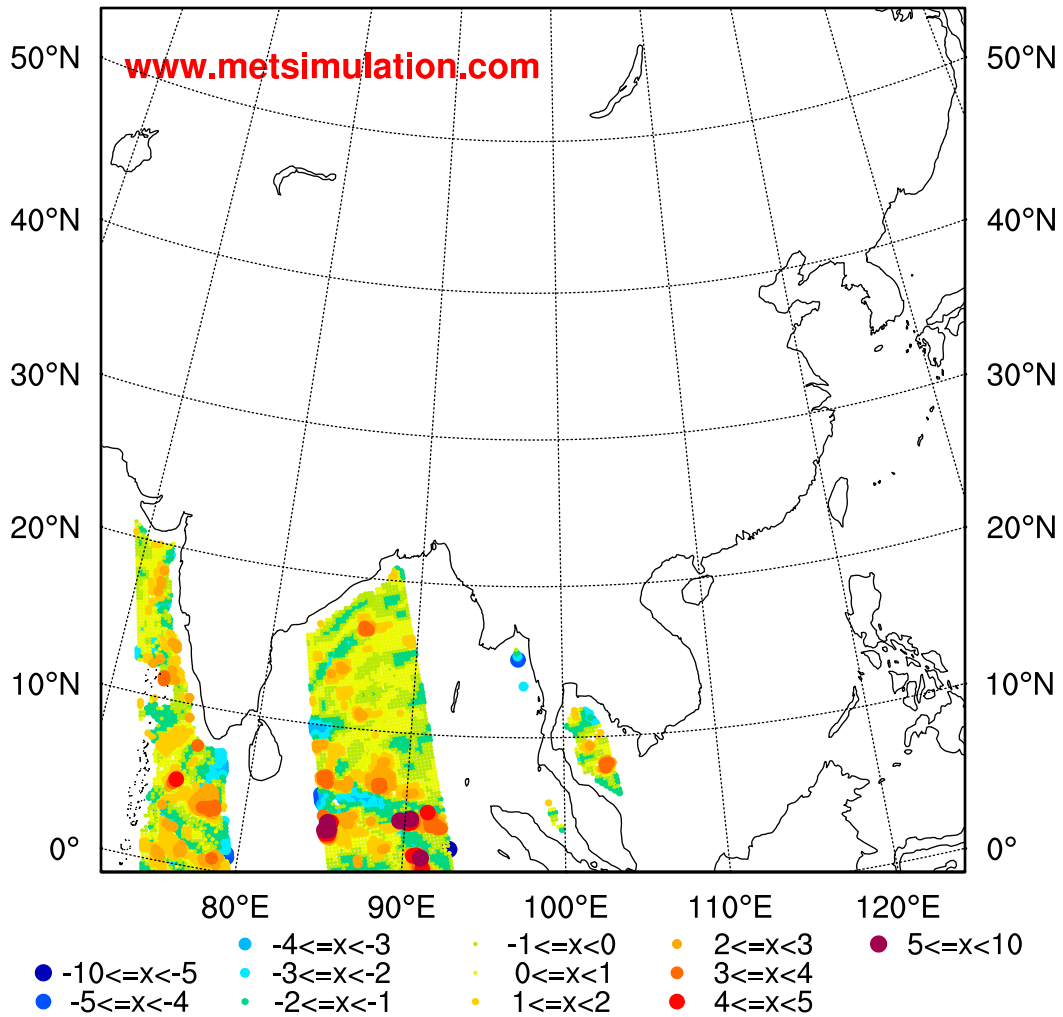 www.metsimulation.com
50°N 50°N
40°N 40°N
30°N 30°N
20°N 20°N
10°N 10°N
0° 0°
80°E 90°E 100°E 110°E 120°E
-4<=x<-3 -1<=x<0 2<=x<3 5<=x<10
-10<=x<-5 -3<=x<-2 0<=x<1 3<=x<4
-5<=x<-4 -2<=x<-1 1<=x<2 4<=x<5